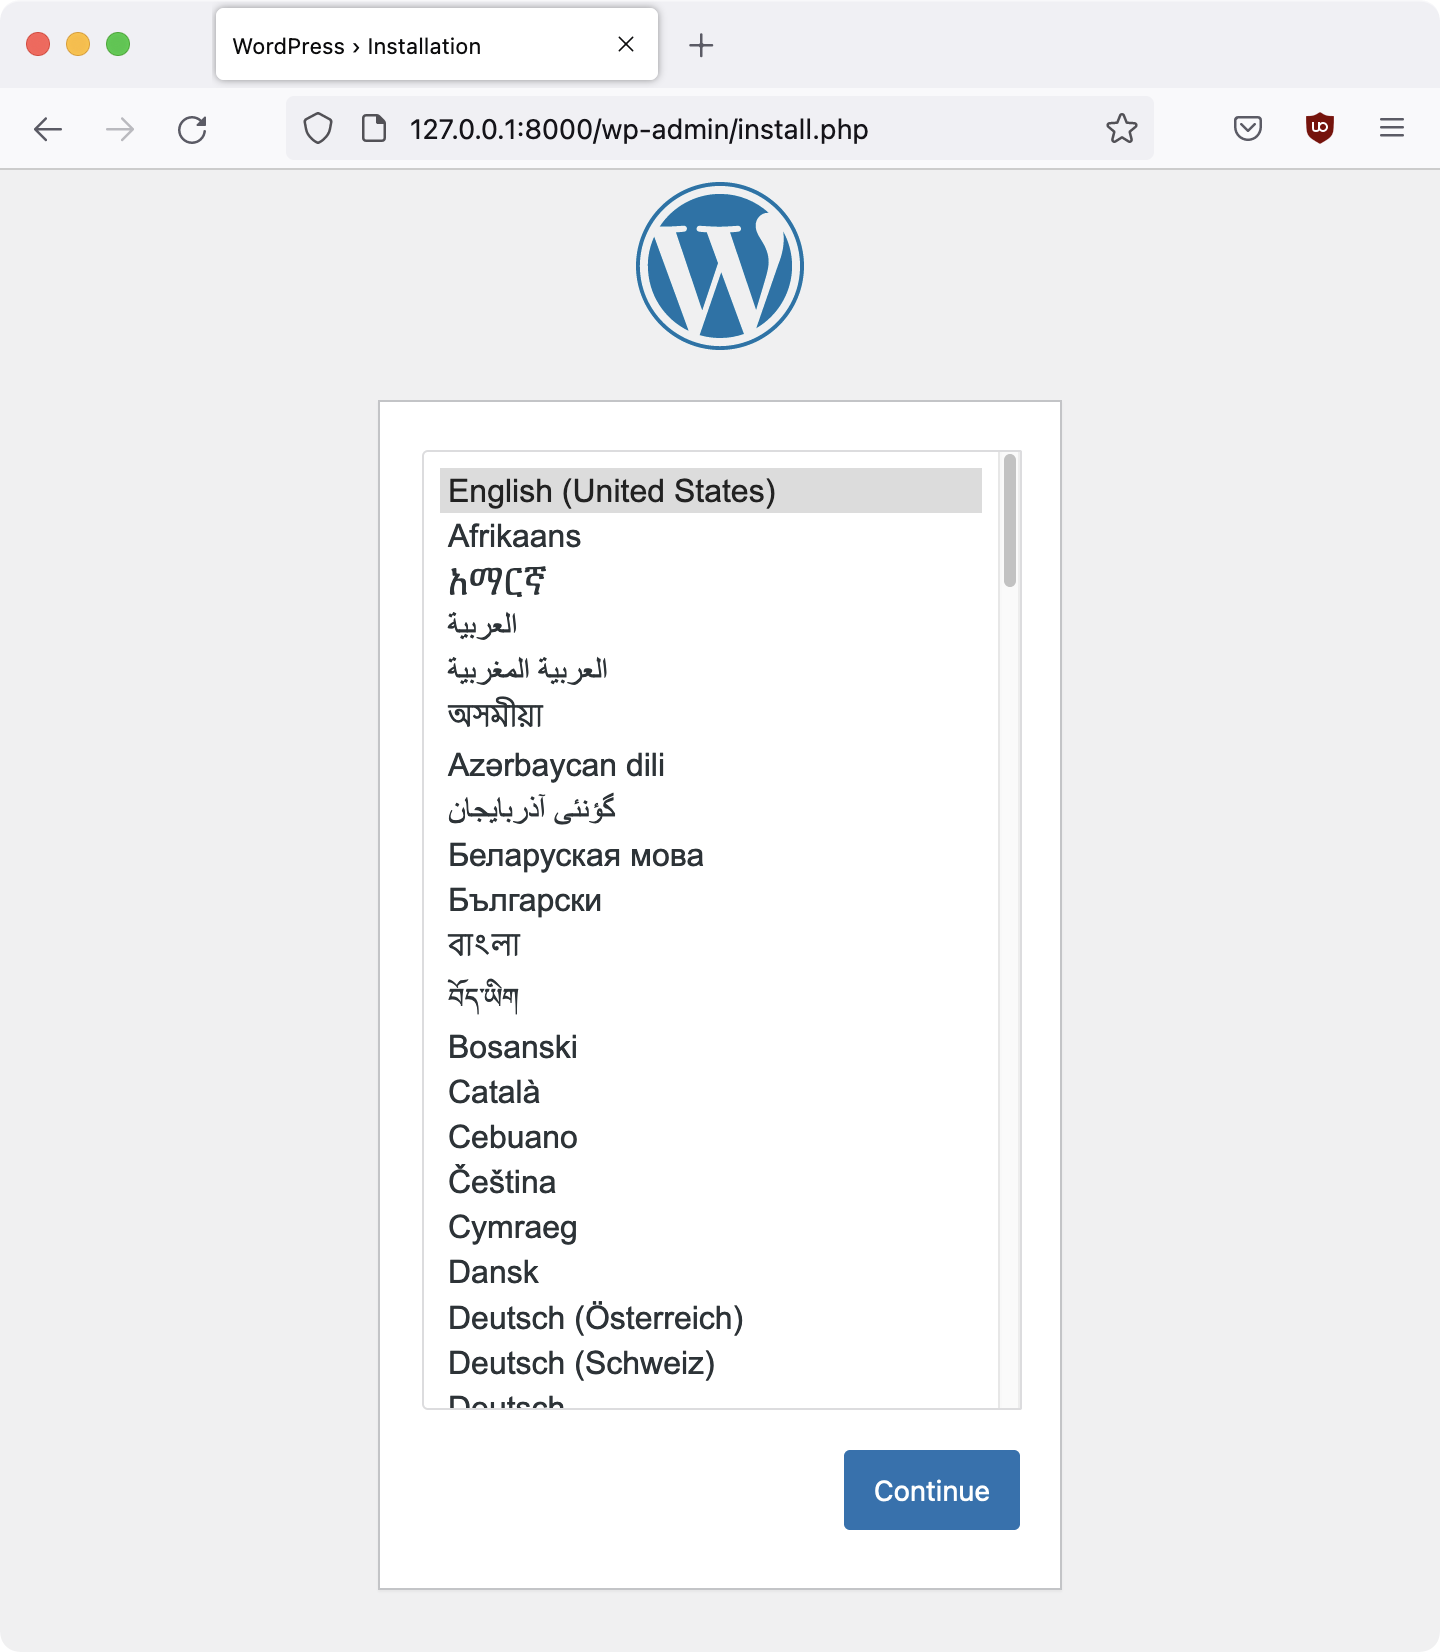 WordPress › Installation
127.0.0.1:8000/wp-admin/install.php
English (United States)
Afrikaans
አማርኛ
العربية
العربية المغربية
অসমীয়া
Azərbaycan dili
گؤنئی آذربایجان
Беларуская мова
Български
বাংলা
བོད་ཡིག
Bosanski
Català
Cebuano
Čeština
Cymraeg
Dansk
Deutsch (Österreich)
Deutsch (Schweiz)
Deutsch
Continue